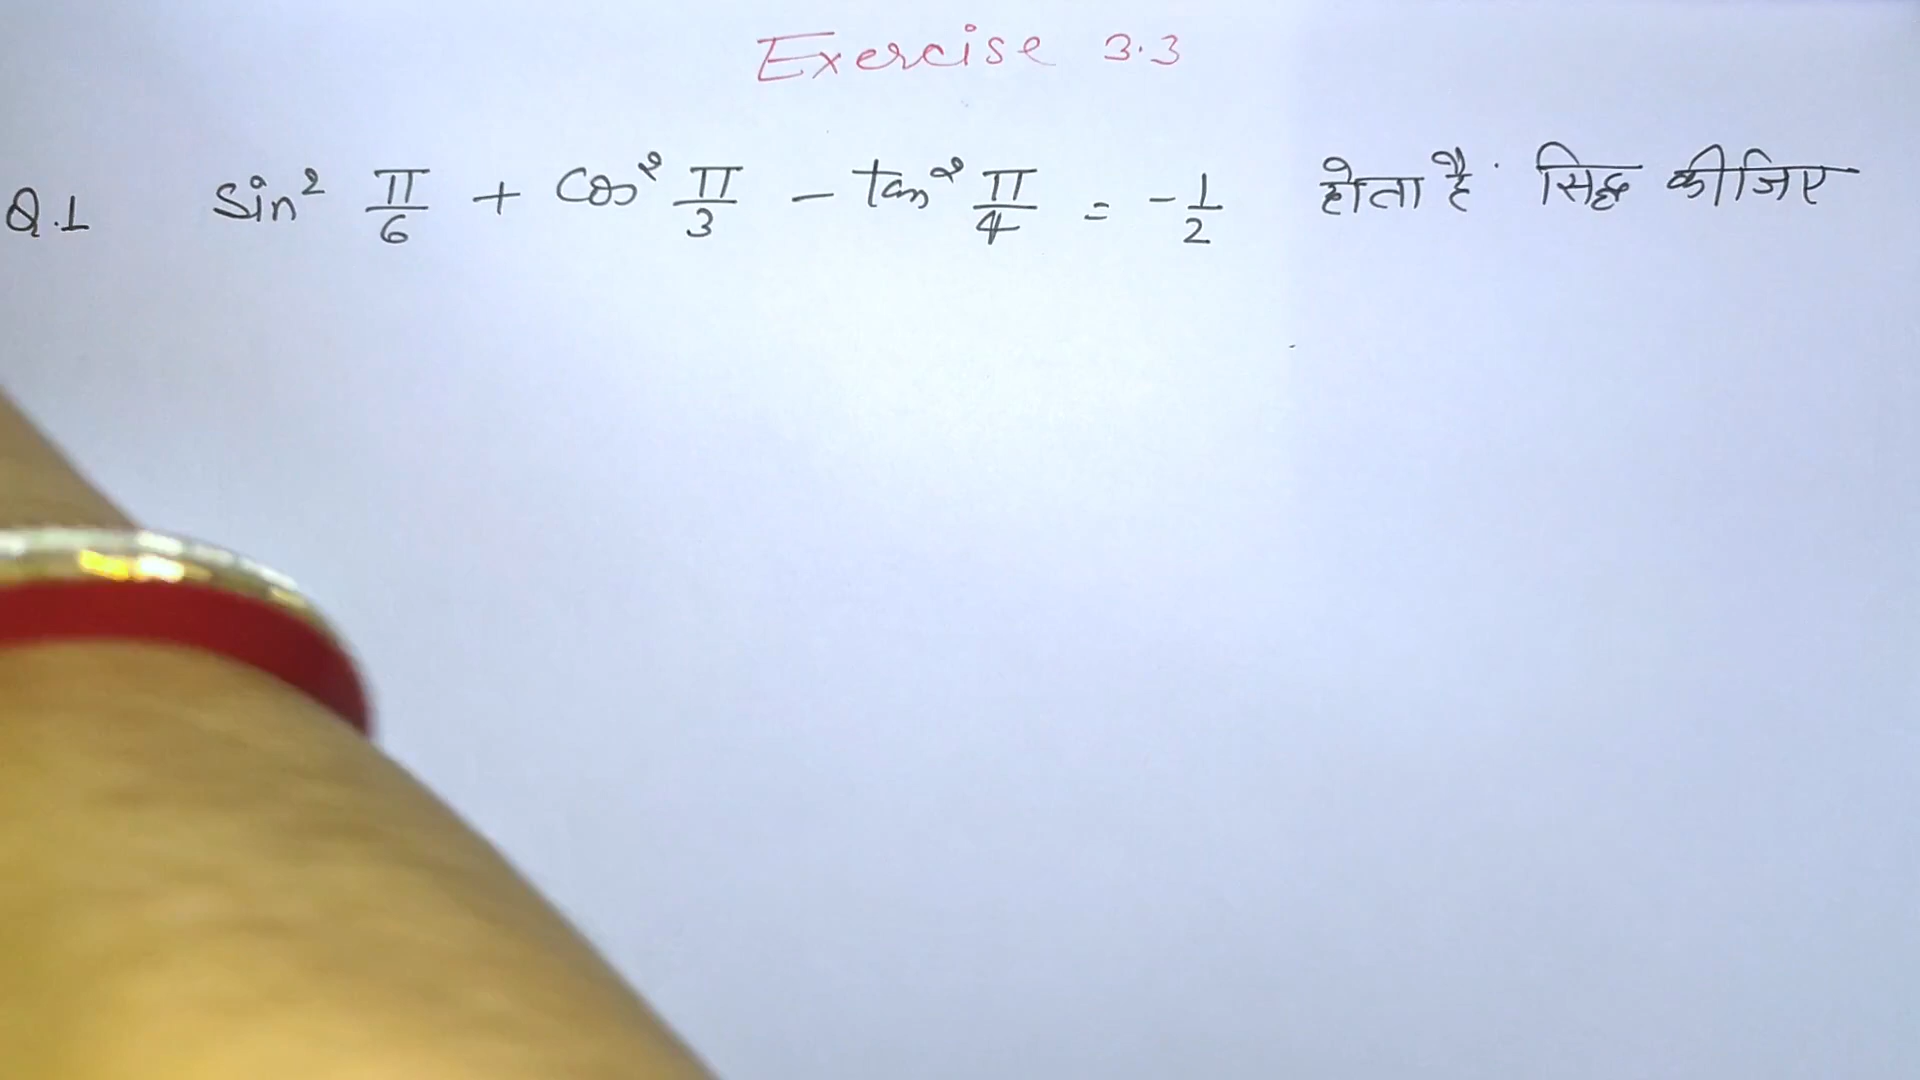 Exercise 3.3
Q.1 sin² π/6 + cos² π/3 - tan² π/4 = -1/2 होता है सिद्ध कीजिए